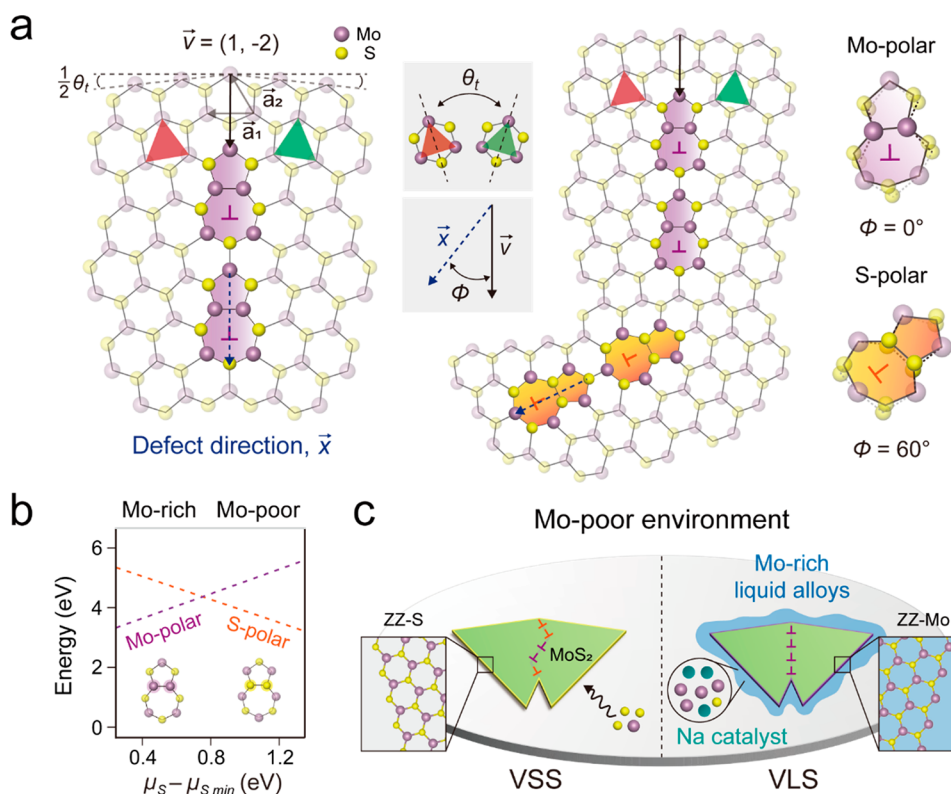 a
v⃗ = (1, -2)
Mo
S
½θt
a⃗₂
a⃗₁
⊥
⊥
Defect direction, x⃗
θt
x⃗
v⃗
Φ
⊥
⊥
⊥
⊥
Mo-polar
⊥
Φ = 0°
S-polar
⊥
Φ = 60°
b
Mo-rich Mo-poor
Energy (eV)
6
4
2
0
Mo-polar
S-polar
0.4 0.8 1.2
μS – μS min (eV)
c
Mo-poor environment
Mo-rich
liquid alloys
ZZ-S
ZZ-Mo
MoS₂
Na catalyst
VSS
VLS